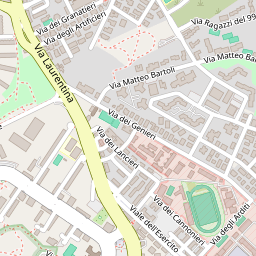 Via dei Granatieri
Via degli Artificieri
Via Ragazzi del 99
Via Laurentina
Via Matteo Ba
Via Matteo Bartoli
Via dei Genieri
Via dei Lancieri
Via dei Cannonieri
Via degli Arditi
Viale dell'Esercito